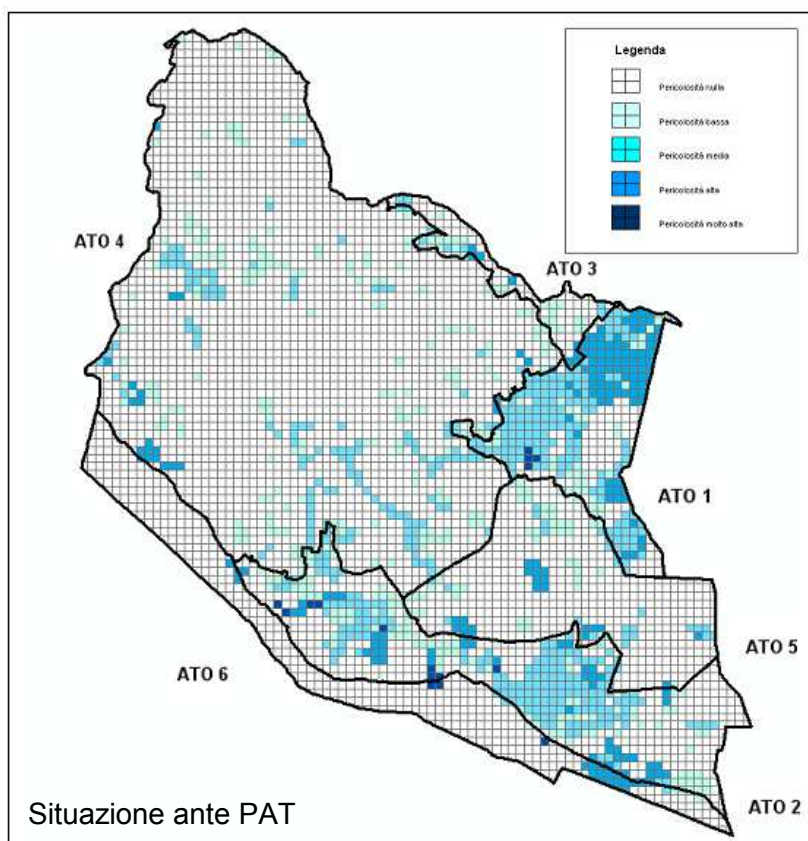 Legenda
Pericolosità nulla
Pericolosità bassa
Pericolosità media
Pericolosità alta
Pericolosità molto alta
ATO 4
ATO 3
ATO 1
ATO 5
ATO 6
ATO 2
Situazione ante PAT